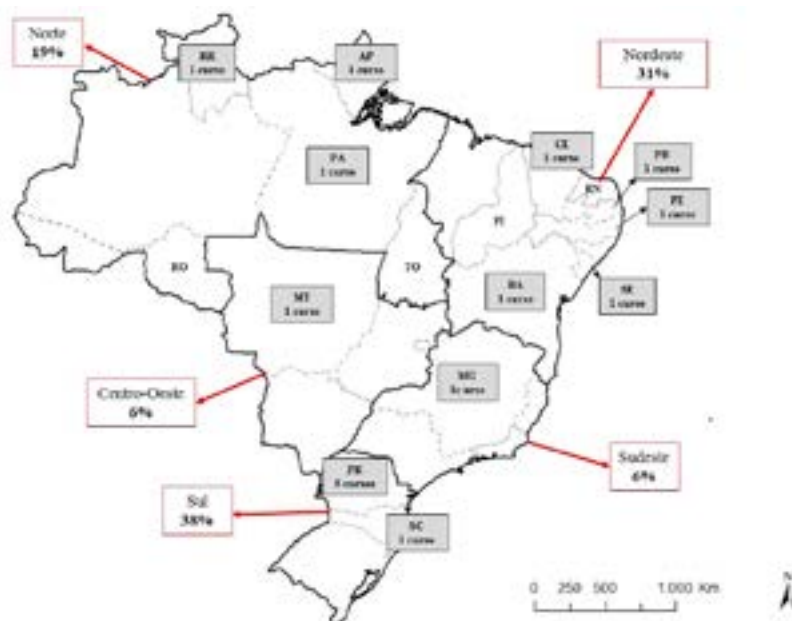 Norte
19%
RR
1 curso
AP
1 curso
Nordeste
31%
CE
1 curso
PB
1 curso
PA
1 curso
RN
PE
1 curso
PI
RO
TO
BA
1 curso
SE
1 curso
MT
1 curso
MG
Centro-Oeste
6%
PR
5 cursos
Sudeste
6%
Sul
38%
SC
1 curso
0 250 500 1.000 Km
N